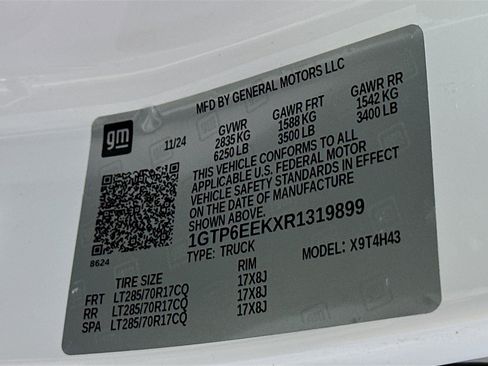 MFD BY GENERAL MOTORS LLC
gm
11/24
GVWR GAWR FRT GAWR RR
2835 KG 1588 KG 1542 KG
6250 LB 3500 LB 3400 LB
THIS VEHICLE CONFORMS TO ALL
APPLICABLE U.S. FEDERAL MOTOR
VEHICLE SAFETY STANDARDS IN EFFECT
ON THE DATE OF MANUFACTURE
SHOWN ABOVE.
1GTP6EEKXR1319899
TYPE: TRUCK MODEL: X9T4H43
8624
TIRE SIZE RIM
FRT LT285/70R17CQ 17X8J
RR LT285/70R17CQ 17X8J
SPA LT285/70R17CQ 17X8J